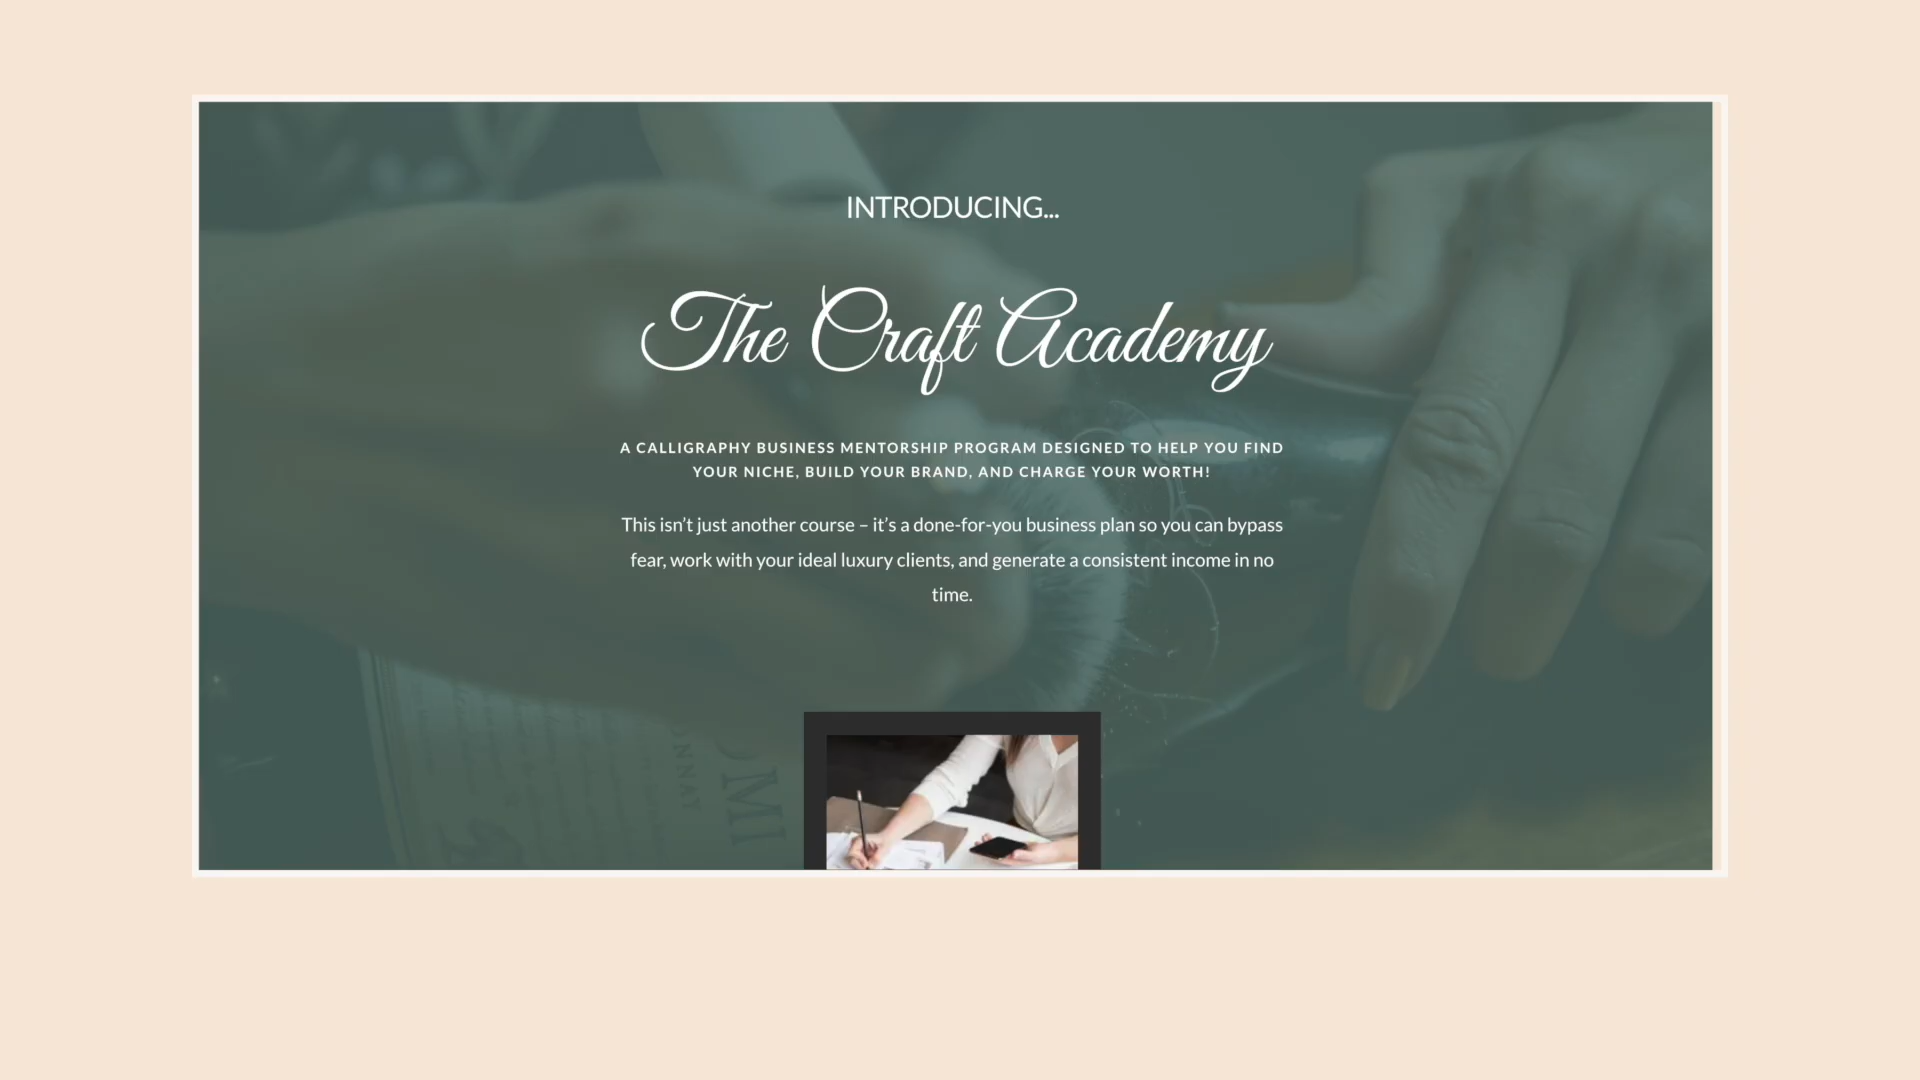 INTRODUCING...
The Craft Academy
A CALLIGRAPHY BUSINESS MENTORSHIP PROGRAM DESIGNED TO HELP YOU FIND
YOUR NICHE, BUILD YOUR BRAND, AND CHARGE YOUR WORTH!
This isn’t just another course – it’s a done-for-you business plan so you can bypass
fear, work with your ideal luxury clients, and generate a consistent income in no
time.